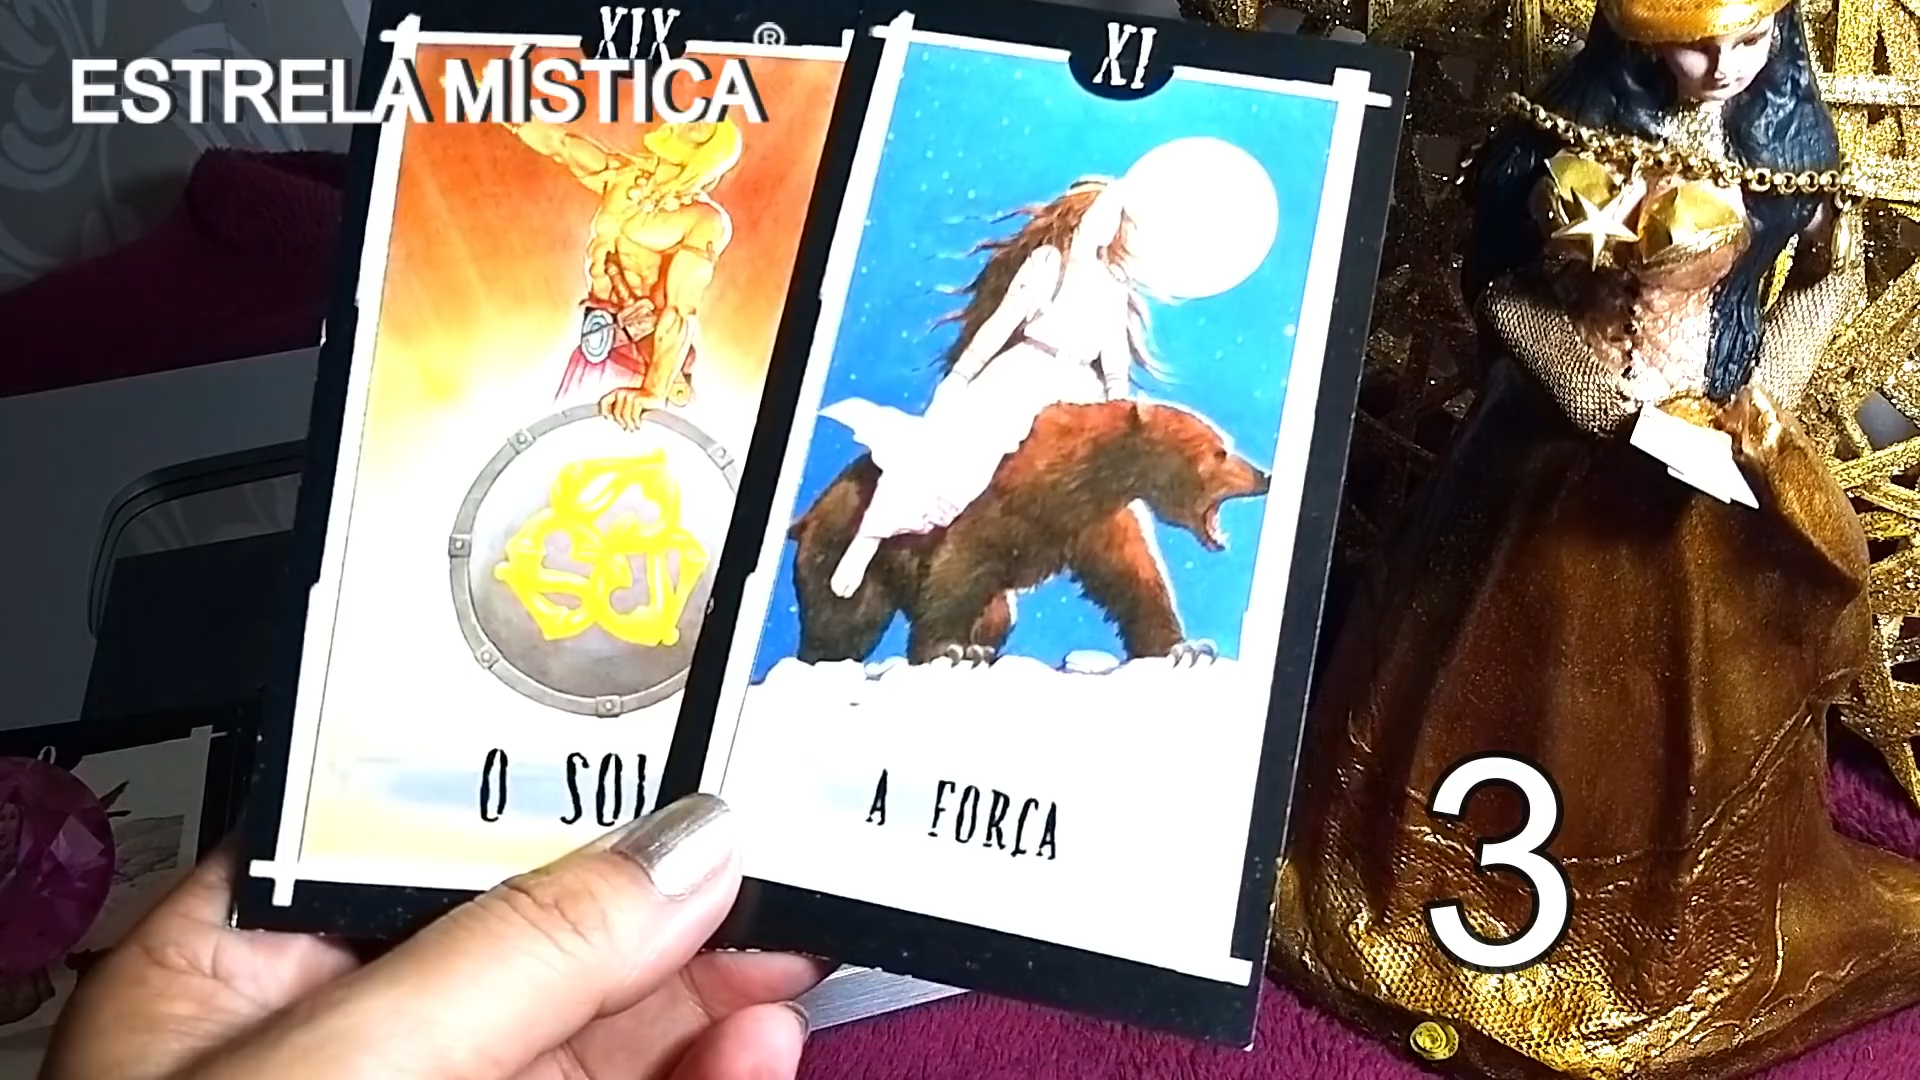 XIX
®
XI
ESTRELA MÍSTICA
O SOL
A FORÇA
3